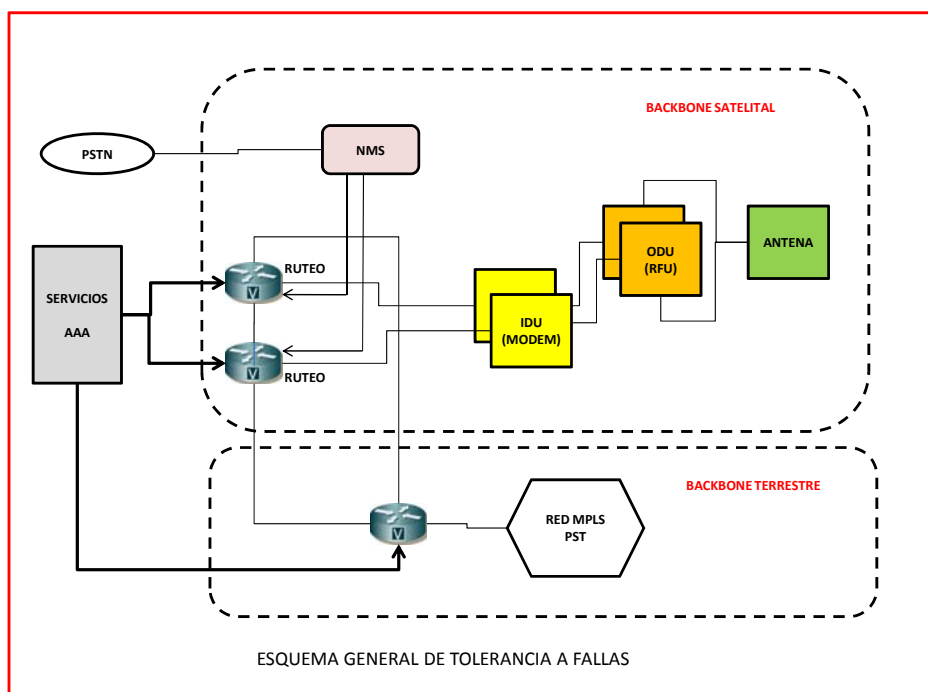 BACKBONE SATELITAL
PSTN
NMS
RUTEO
V
SERVICIOS
AAA
RUTEO
V
IDU
(MODEM)
ODU
(RFU)
ANTENA
BACKBONE TERRESTRE
V
RED MPLS
PST
ESQUEMA GENERAL DE TOLERANCIA A FALLAS